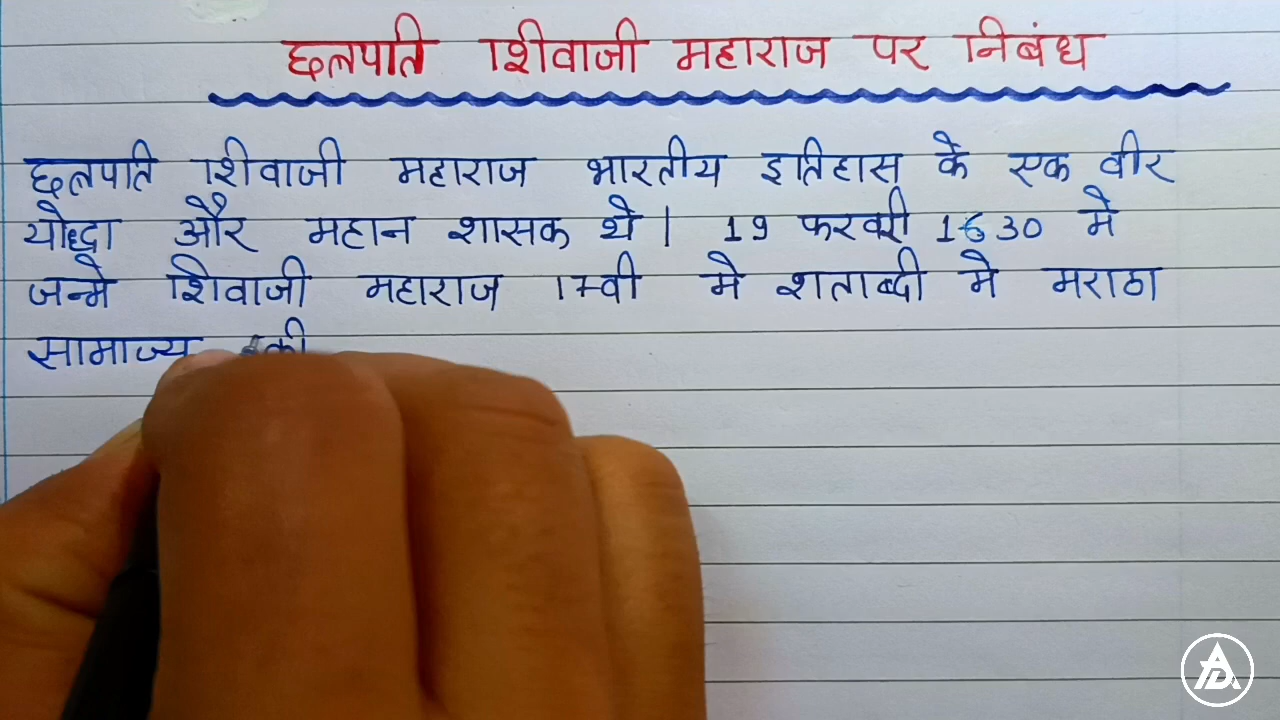 छत्रपति शिवाजी महाराज पर निबंध
छत्रपति शिवाजी महाराज भारतीय इतिहास के एक वीर
योद्धा और महान शासक थे। 19 फरवरी 1630 मे
जन्मे शिवाजी महाराज 17वी मे शताब्दी मे मराठा
सामाज्य की